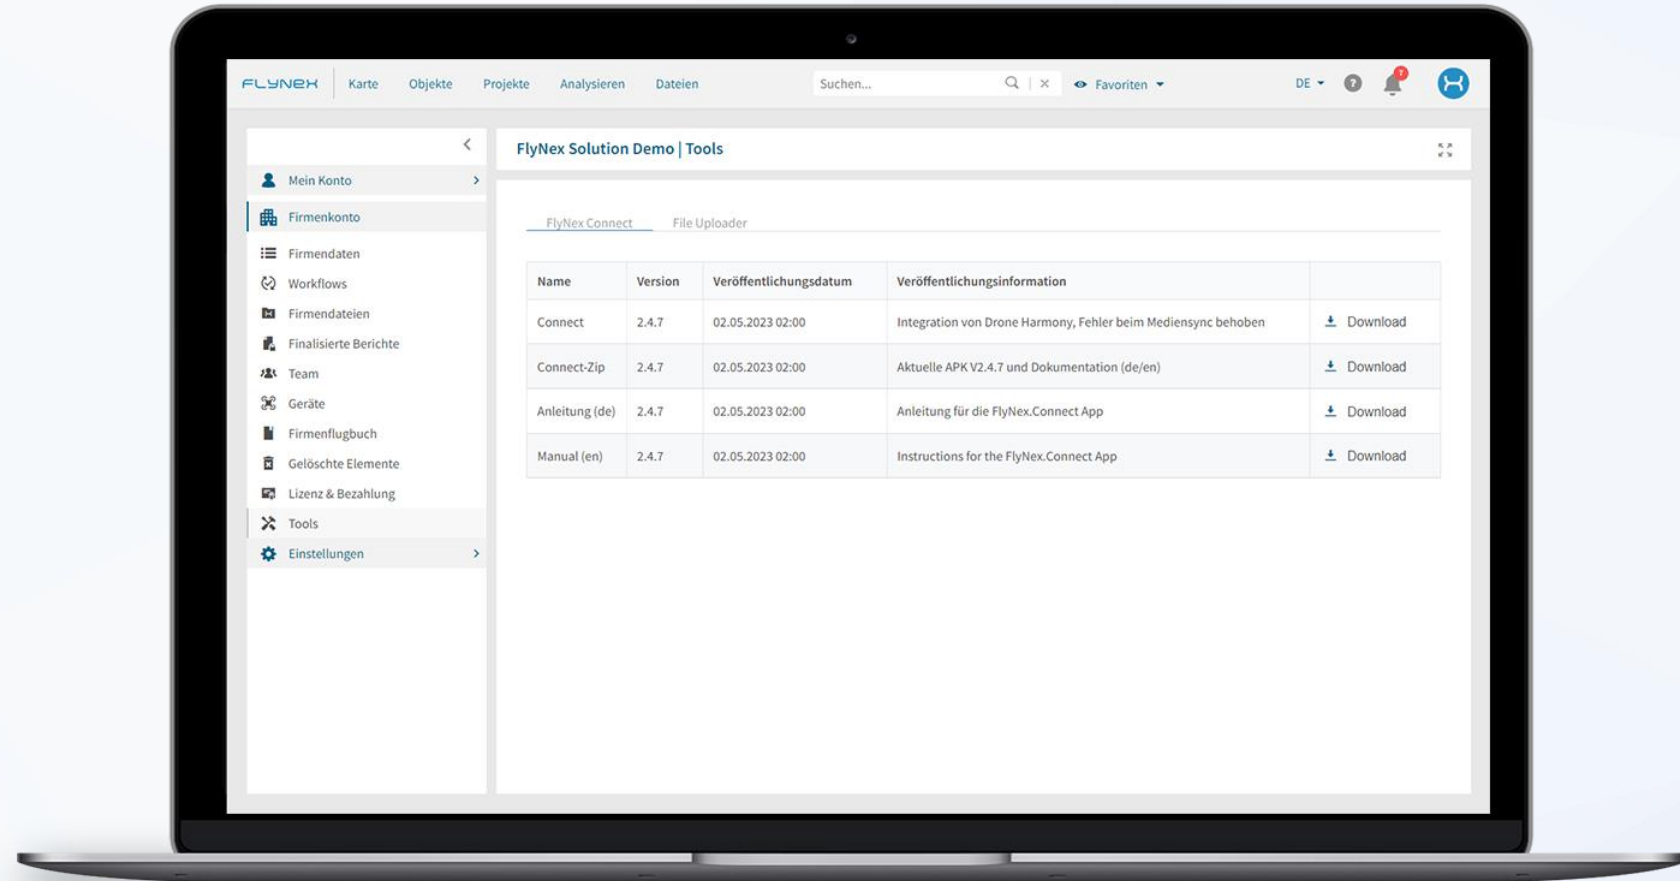 FLYNEX Karte Objekte Projekte Analysieren Dateien Suchen... Favoriten DE ? 7
FlyNex Solution Demo | Tools
Mein Konto
Firmenkonto
Firmendaten
Workflows
Firmendateien
Finalisierte Berichte
Team
Geräte
Firmenflugbuch
Gelöschte Elemente
Lizenz & Bezahlung
Tools
Einstellungen
FlyNex Connect File Uploader
Name Version Veröffentlichungsdatum Veröffentlichungsinformation
Connect 2.4.7 02.05.2023 02:00 Integration von Drone Harmony, Fehler beim Mediensync behoben Download
Connect-Zip 2.4.7 02.05.2023 02:00 Aktuelle APK V2.4.7 und Dokumentation (de/en) Download
Anleitung (de) 2.4.7 02.05.2023 02:00 Anleitung für die FlyNex.Connect App Download
Manual (en) 2.4.7 02.05.2023 02:00 Instructions for the FlyNex.Connect App Download